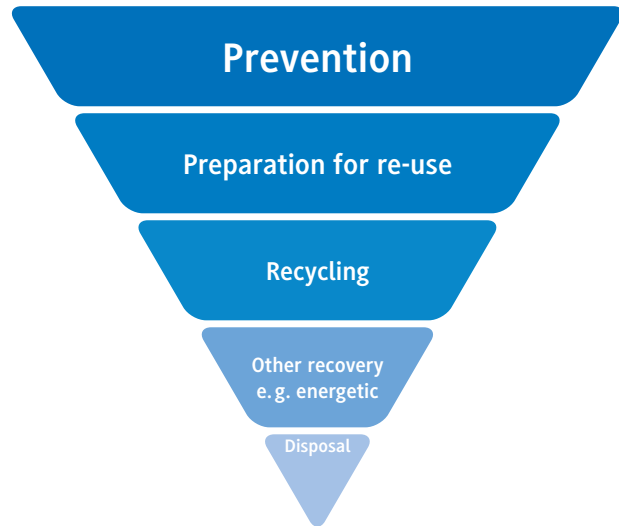 Prevention
Preparation for re-use
Recycling
Other recovery
e. g. energetic
Disposal